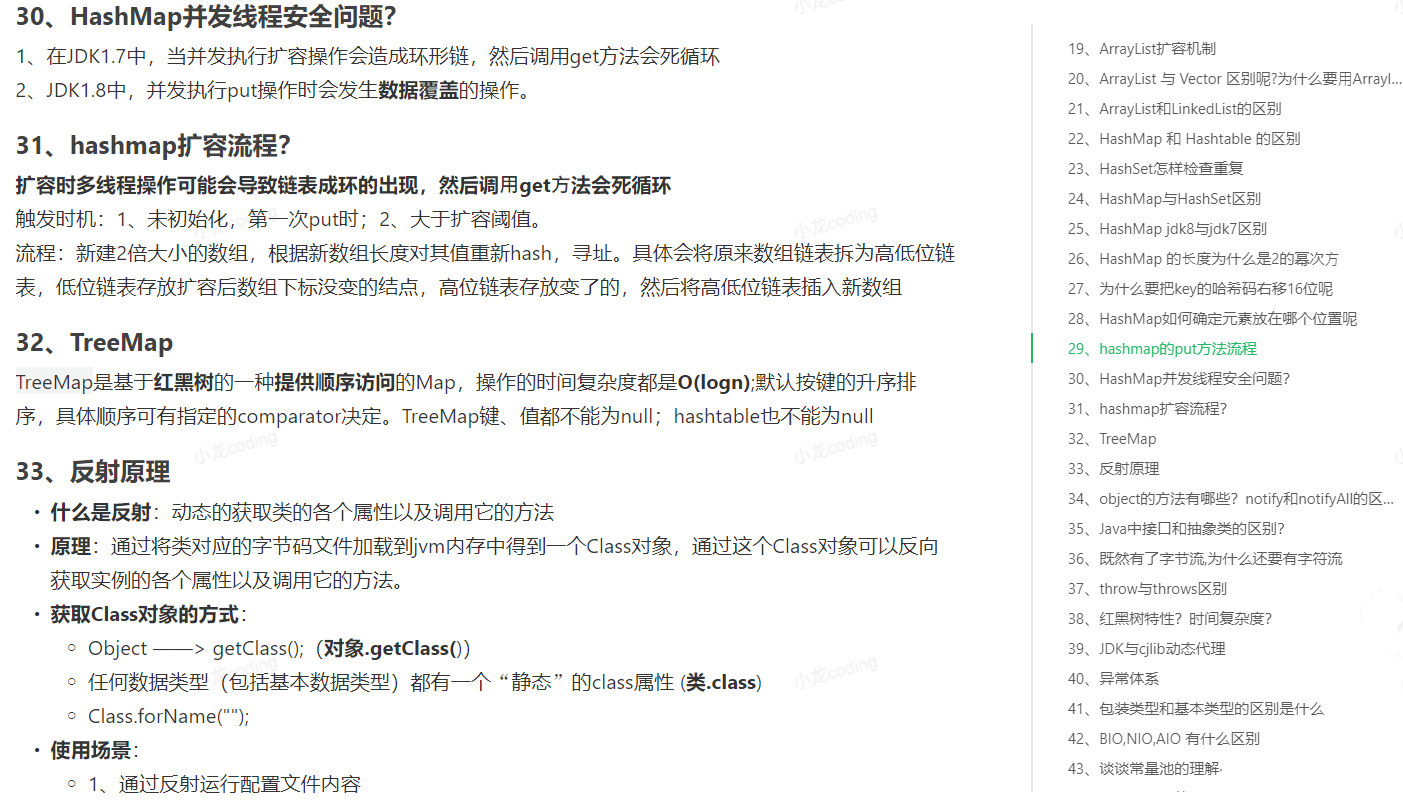 30、HashMap并发线程安全问题？
1、在JDK1.7中，当并发执行扩容操作会造成环形链，然后调用get方法会死循环
2、JDK1.8中，并发执行put操作时会发生数据覆盖的操作。
31、hashmap扩容流程？
扩容时多线程操作可能会导致链表成环的出现，然后调用get方法会死循环
触发时机：1、未初始化，第一次put时；2、大于扩容阈值。
流程：新建2倍大小的数组，根据新数组长度对其值重新hash，寻址。具体会将原来数组链表拆为高低位链
表，低位链表存放扩容后数组下标没变的结点，高位链表存放变了的，然后将高低位链表插入新数组
32、TreeMap
TreeMap是基于红黑树的一种提供顺序访问的Map，操作的时间复杂度都是O(logn);默认按键的升序排
序，具体顺序可有指定的comparator决定。TreeMap键、值都不能为null；hashtable也不能为null
33、反射原理
• 什么是反射：动态的获取类的各个属性以及调用它的方法
• 原理：通过将类对应的字节码文件加载到jvm内存中得到一个Class对象，通过这个Class对象可以反向
获取实例的各个属性以及调用它的方法。
• 获取Class对象的方式：
○ Object ——> getClass();（对象.getClass()）
○ 任何数据类型（包括基本数据类型）都有一个“静态”的class属性 (类.class)
○ Class.forName("");
• 使用场景：
○ 1、通过反射运行配置文件内容
19、ArrayList扩容机制
20、ArrayList 与 Vector 区别呢?为什么要用Arrayl...
21、ArrayList和LinkedList的区别
22、HashMap 和 Hashtable 的区别
23、HashSet怎样检查重复
24、HashMap与HashSet区别
25、HashMap jdk8与jdk7区别
26、HashMap 的长度为什么是2的幂次方
27、为什么要把key的哈希码右移16位呢
28、HashMap如何确定元素放在哪个位置呢
29、hashmap的put方法流程
30、HashMap并发线程安全问题？
31、hashmap扩容流程？
32、TreeMap
33、反射原理
34、object的方法有哪些？notify和notifyAll的区...
35、Java中接口和抽象类的区别？
36、既然有了字节流,为什么还要有字符流
37、throw与throws区别
38、红黑树特性？时间复杂度？
39、JDK与cjlib动态代理
40、异常体系
41、包装类型和基本类型的区别是什么
42、BIO,NIO,AIO 有什么区别
43、谈谈常量池的理解·
小龙coding
小龙coding
小龙coding
小龙coding
小龙coding
小龙coding